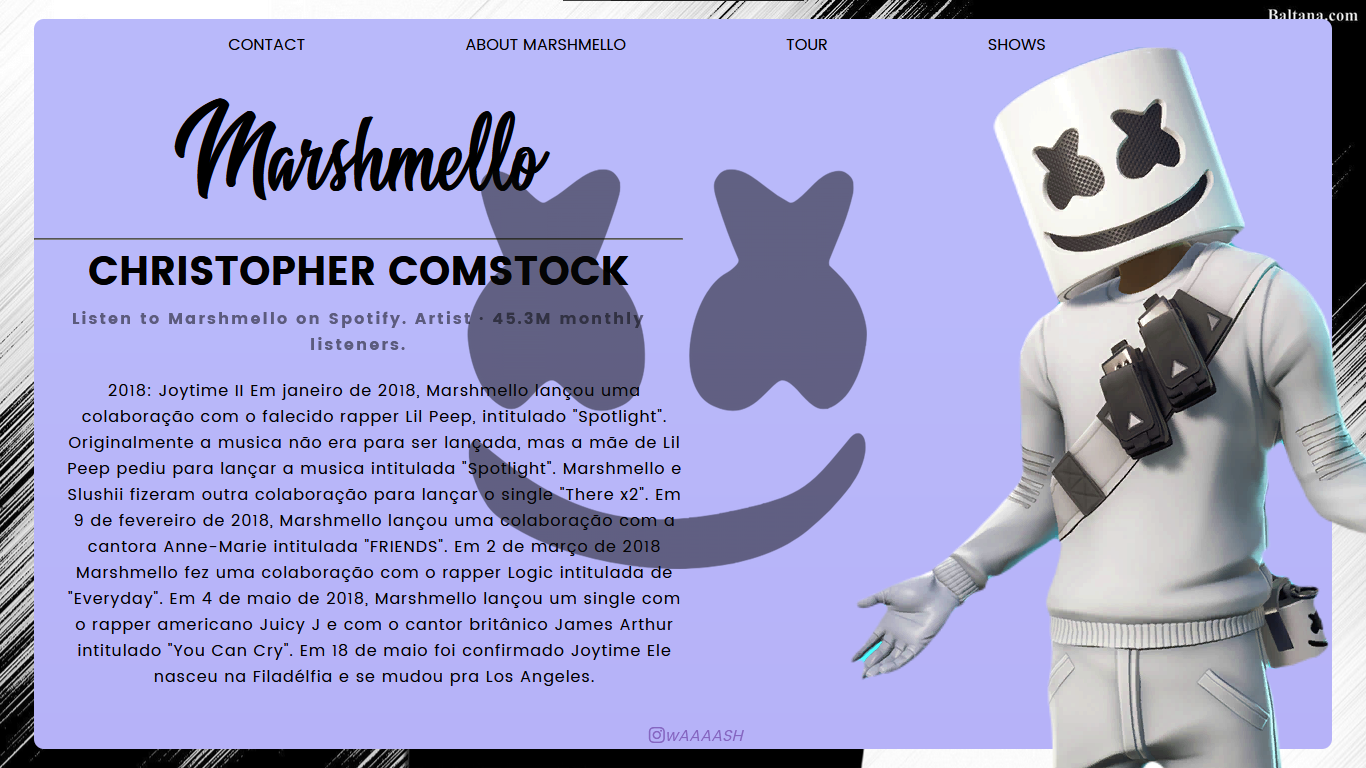 Baltana.com
CONTACT ABOUT MARSHMELLO TOUR SHOWS
Marshmello
CHRISTOPHER COMSTOCK
Listen to Marshmello on Spotify. Artist · 45.3M monthly
listeners.
2018: Joytime II Em janeiro de 2018, Marshmello lançou uma
colaboração com o falecido rapper Lil Peep, intitulado "Spotlight".
Originalmente a musica não era para ser lançada, mas a mãe de Lil
Peep pediu para lançar a musica intitulada "Spotlight". Marshmello e
Slushii fizeram outra colaboração para lançar o single "There x2". Em
9 de fevereiro de 2018, Marshmello lançou uma colaboração com a
cantora Anne-Marie intitulada "FRIENDS". Em 2 de março de 2018
Marshmello fez uma colaboração com o rapper Logic intitulada de
"Everyday". Em 4 de maio de 2018, Marshmello lançou um single com
o rapper americano Juicy J e com o cantor britânico James Arthur
intitulado "You Can Cry". Em 18 de maio foi confirmado Joytime Ele
nasceu na Filadélfia e se mudou pra Los Angeles.
wAAAASH